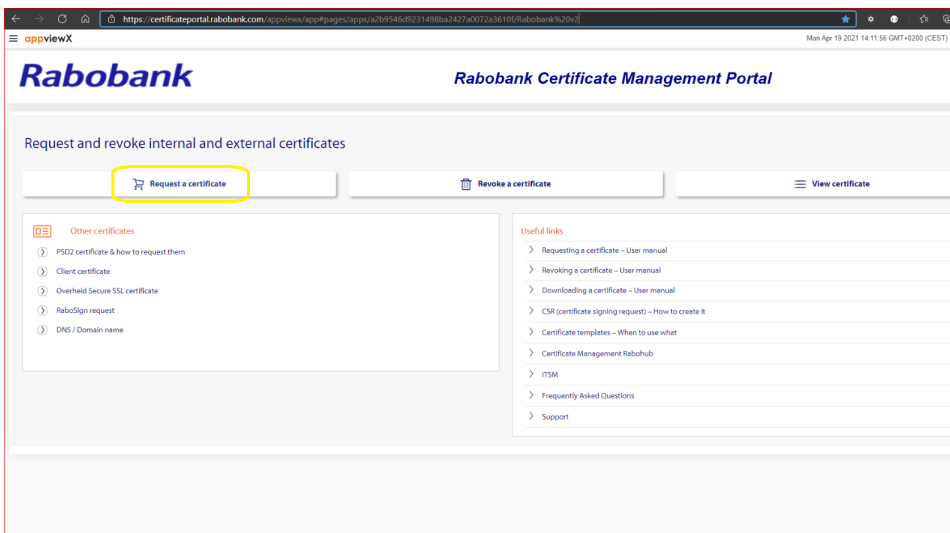 https://certificateportal.rabobank.com/appviewx/app#pages/apps/a2b9546d9231498ba2427a0072a3610f/Rabobank%20v2
appviewX
Mon Apr 19 2021 14:11:56 GMT+0200 (CEST)
Rabobank
Rabobank Certificate Management Portal
Request and revoke internal and external certificates
Request a certificate
Revoke a certificate
View certificate
Other certificates
PSD2 certificate & how to request them
Client certificate
Overheid Secure SSL certificate
RaboSign request
DNS / Domain name
Useful links
Requesting a certificate – User manual
Revoking a certificate – User manual
Downloading a certificate – User manual
CSR (certificate signing request) – How to create it
Certificate templates – When to use what
Certificate Management Rabohub
ITSM
Frequently Asked Questions
Support